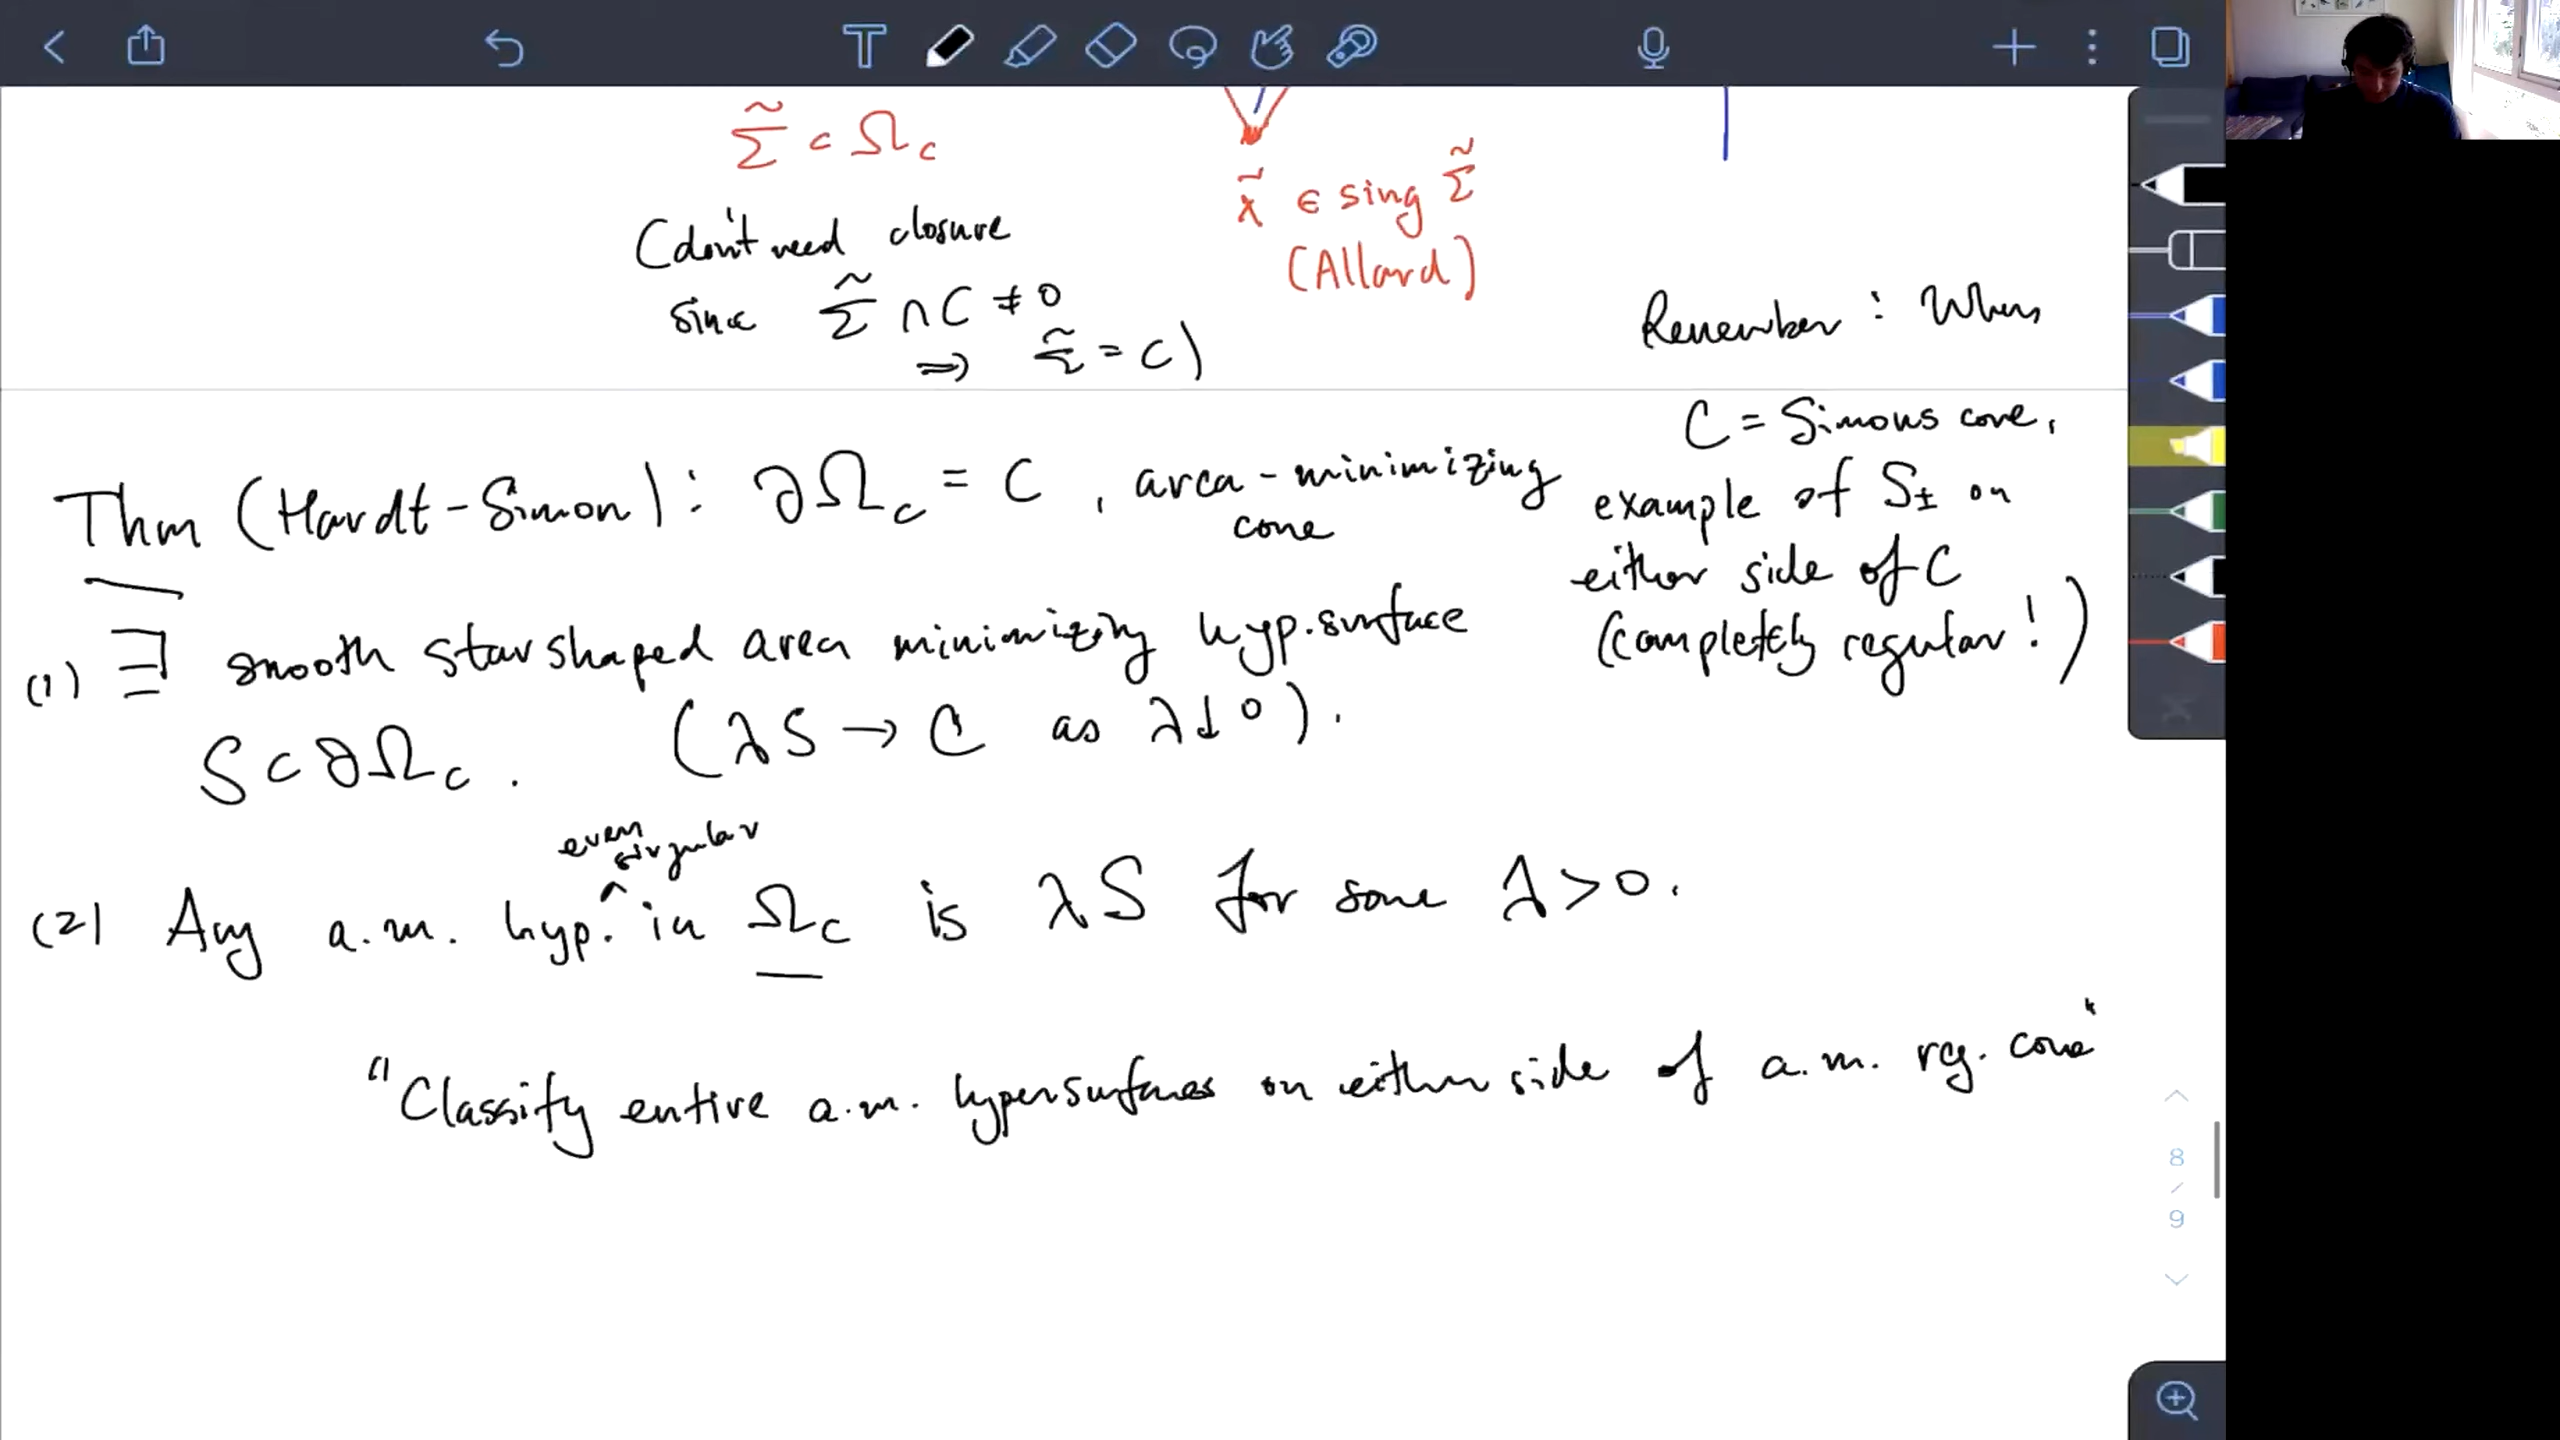 Σ̃ ⊂ Ω_c
(don't need closure
since Σ̃ ∩ C ≠ 0
⟹ Σ̃ = C)
x̃ ∈ sing Σ̃
(Allard)
Remember : When
C = Simons cone,
example of S± on
either side of C
(completely regular!)
Thm (Hardt-Simon): ∂Ω_c = C, area-minimizing
cone
(1) ∃ smooth starshaped area minimizing hyp.surface
S ⊂ ∂Ω_c. (λS → C as λ↓0).
even
singular
(2) Any a.m. hyp.^ in Ω_c is λS for some λ>0.
"Classify entire a.m. hypersurfaces on either side of a.m. reg. cone"
8
/
9